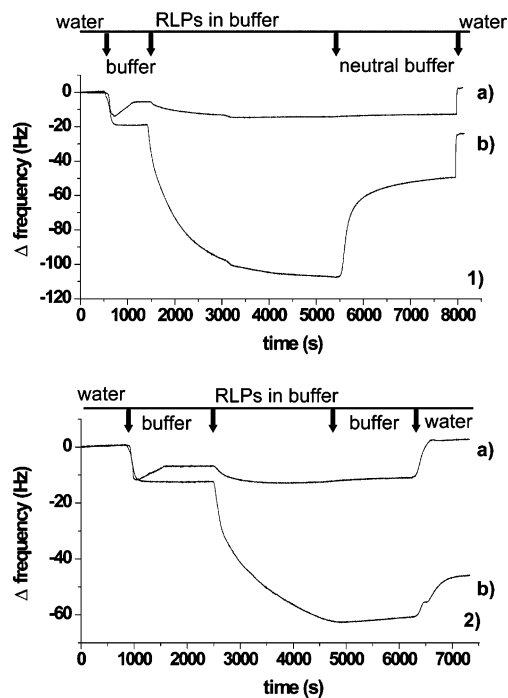 water RLPs in buffer water
buffer neutral buffer
0
-20
-40
-60
-80
-100
-120
Δ frequency (Hz)
a)
b)
1)
0 1000 2000 3000 4000 5000 6000 7000 8000
time (s)
water RLPs in buffer
buffer buffer water
0
-20
-40
-60
Δ frequency (Hz)
a)
b)
2)
0 1000 2000 3000 4000 5000 6000 7000
time (s)